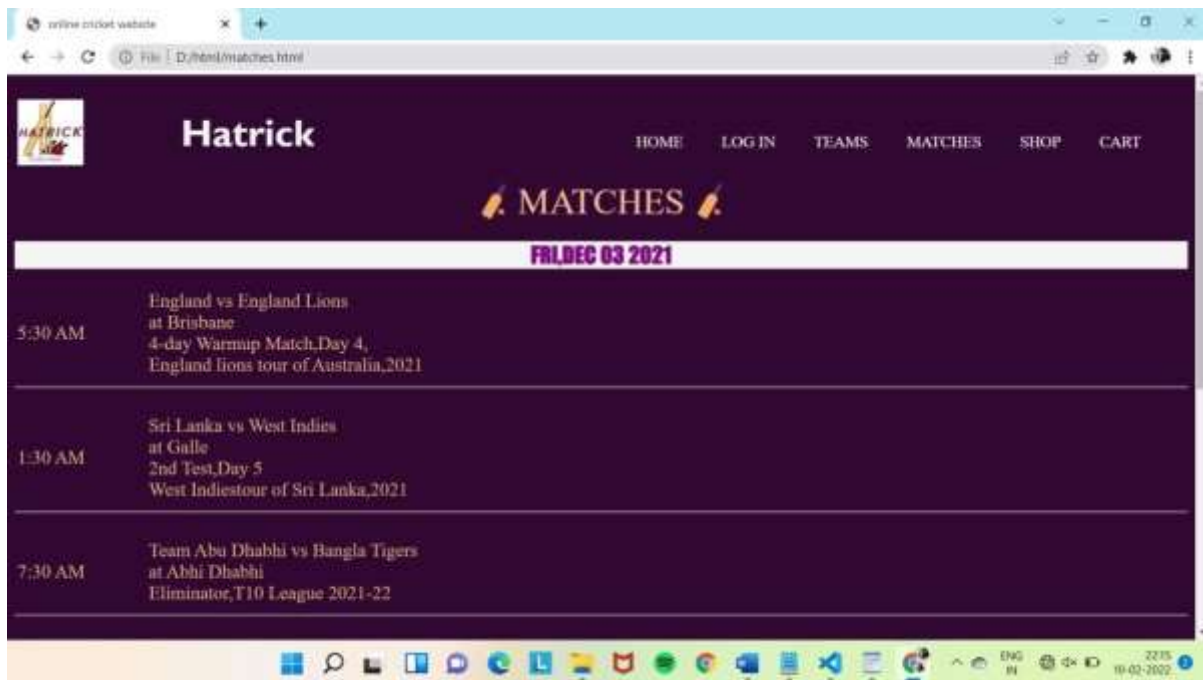 online cricket website
File D:/html/matches.html
HATRICK
Hatrick
HOME LOG IN TEAMS MATCHES SHOP CART
MATCHES
FRI,DEC 03 2021
5:30 AM
England vs England Lions
at Brisbane
4-day Warmup Match,Day 4,
England lions tour of Australia,2021
1:30 AM
Sri Lanka vs West Indies
at Galle
2nd Test,Day 5
West Indiestour of Sri Lanka,2021
7:30 AM
Team Abu Dhabhi vs Bangla Tigers
at Abhi Dhabhi
Eliminator,T10 League 2021-22
ENG
IN
22:15